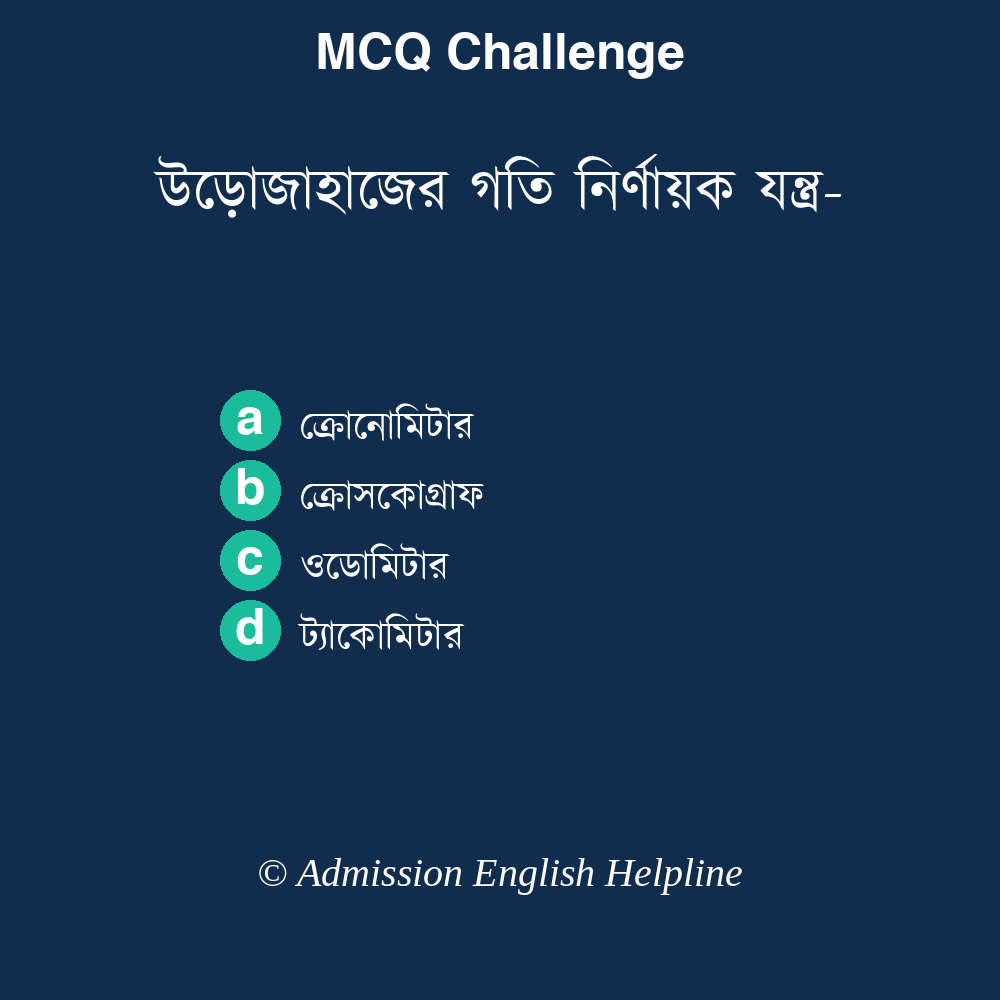 MCQ Challenge
উড়োজাহাজের গতি নির্ণায়ক যন্ত্র-
a ক্রোনোমিটার
b ক্রোসকোগ্রাফ
c ওডোমিটার
d ট্যাকোমিটার
© Admission English Helpline